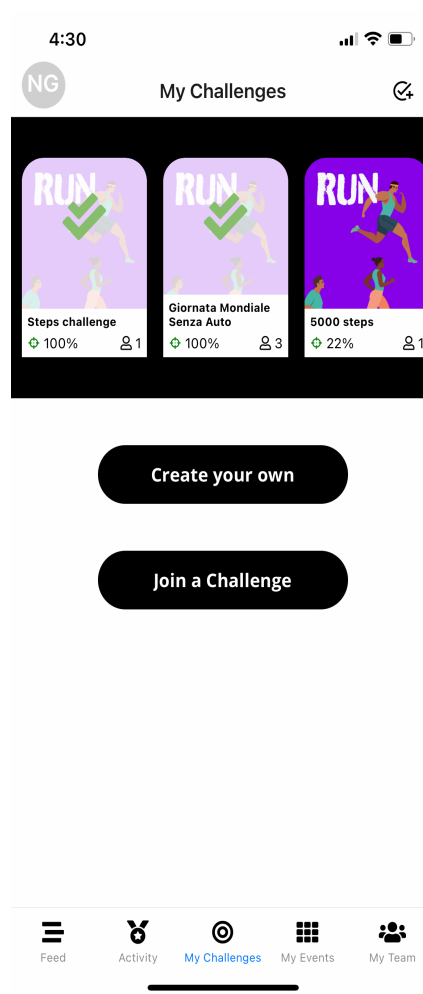 4:30
NG
My Challenges
RUN
RUN
RUN
Steps challenge
100%
1
Giornata Mondiale
Senza Auto
100%
3
5000 steps
22%
1
Create your own
Join a Challenge
Feed
Activity
My Challenges
My Events
My Team